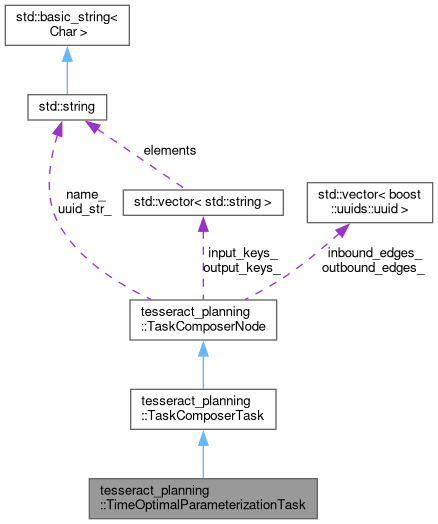 std::basic_string<
Char >
std::string
elements
name_
uuid_str_
std::vector< std::string >
std::vector< boost
::uuids::uuid >
input_keys_
output_keys_
inbound_edges_
outbound_edges_
tesseract_planning
::TaskComposerNode
tesseract_planning
::TaskComposerTask
tesseract_planning
::TimeOptimalParameterizationTask